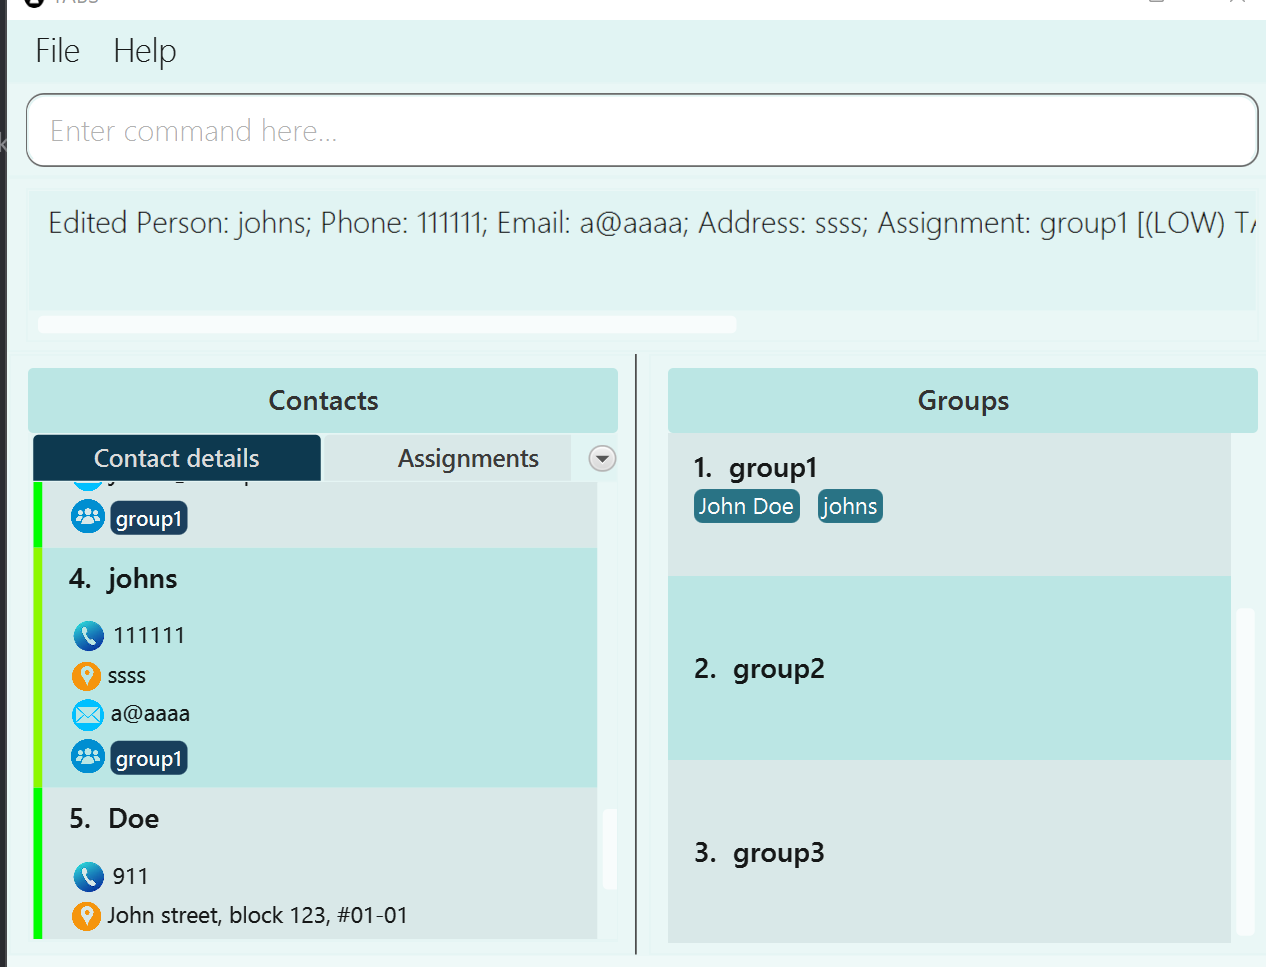 TABS
File Help
Enter command here...
Edited Person: johns; Phone: 111111; Email: a@aaaa; Address: ssss; Assignment: group1 [(LOW) TA
Contacts
Contact details Assignments
group1
4. johns
111111
ssss
a@aaaa
group1
5. Doe
911
John street, block 123, #01-01
Groups
1. group1
John Doe johns
2. group2
3. group3